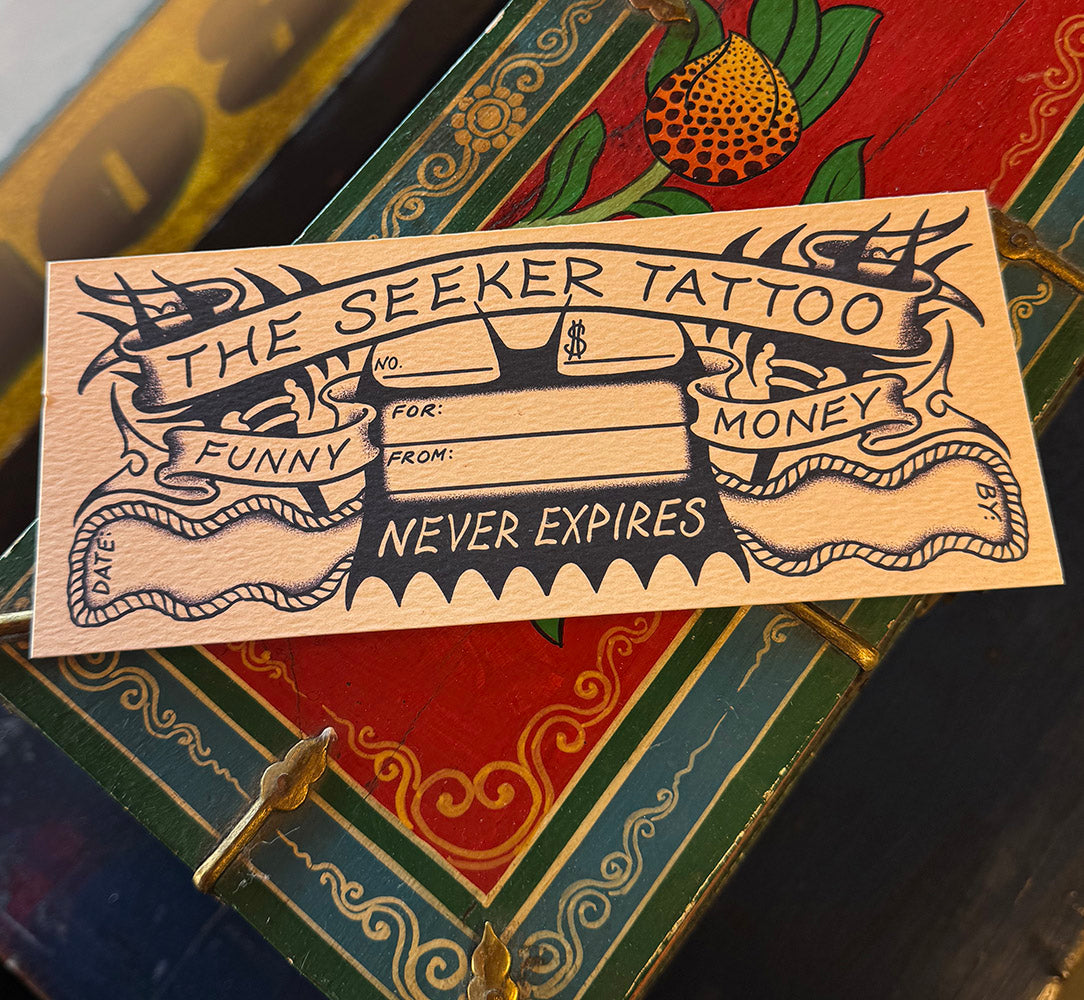 THE SEEKER TATTOO
NO.
$
FUNNY
MONEY
FOR:
FROM:
NEVER EXPIRES
DATE:
BY: